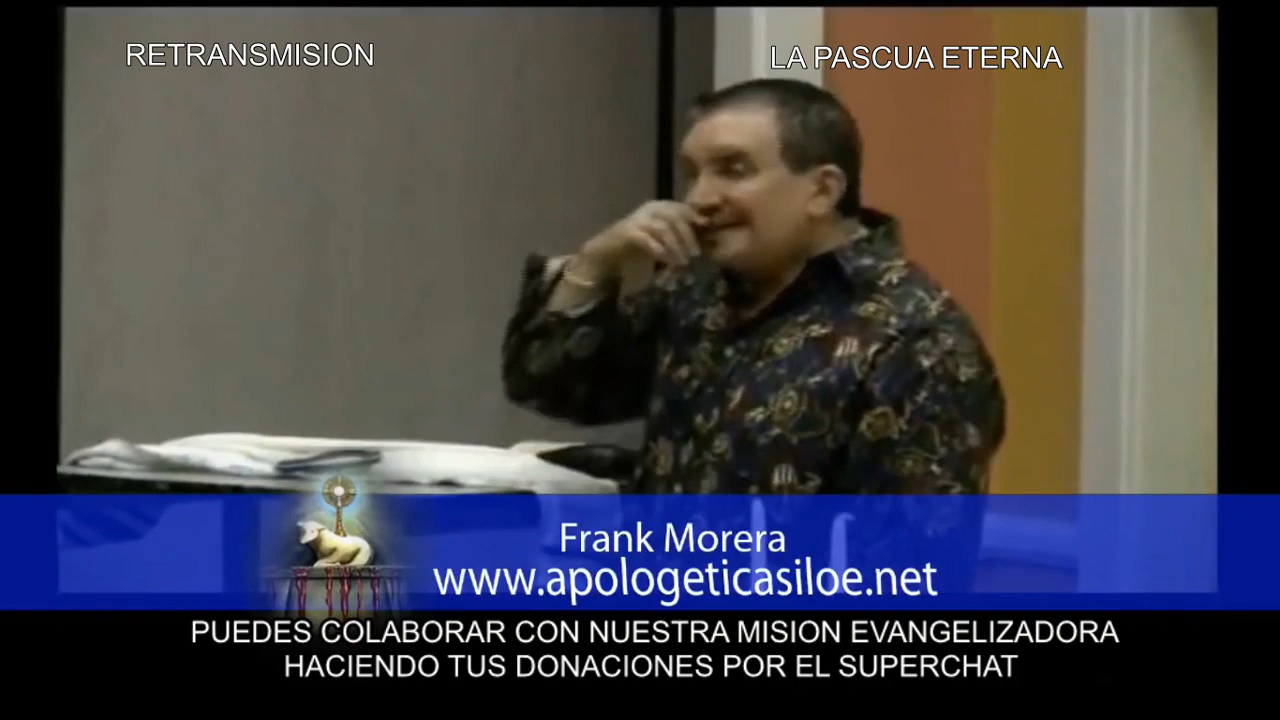 RETRANSMISION
LA PASCUA ETERNA
Frank Morera
www.apologeticasiloe.net
PUEDES COLABORAR CON NUESTRA MISION EVANGELIZADORA
HACIENDO TUS DONACIONES POR EL SUPERCHAT